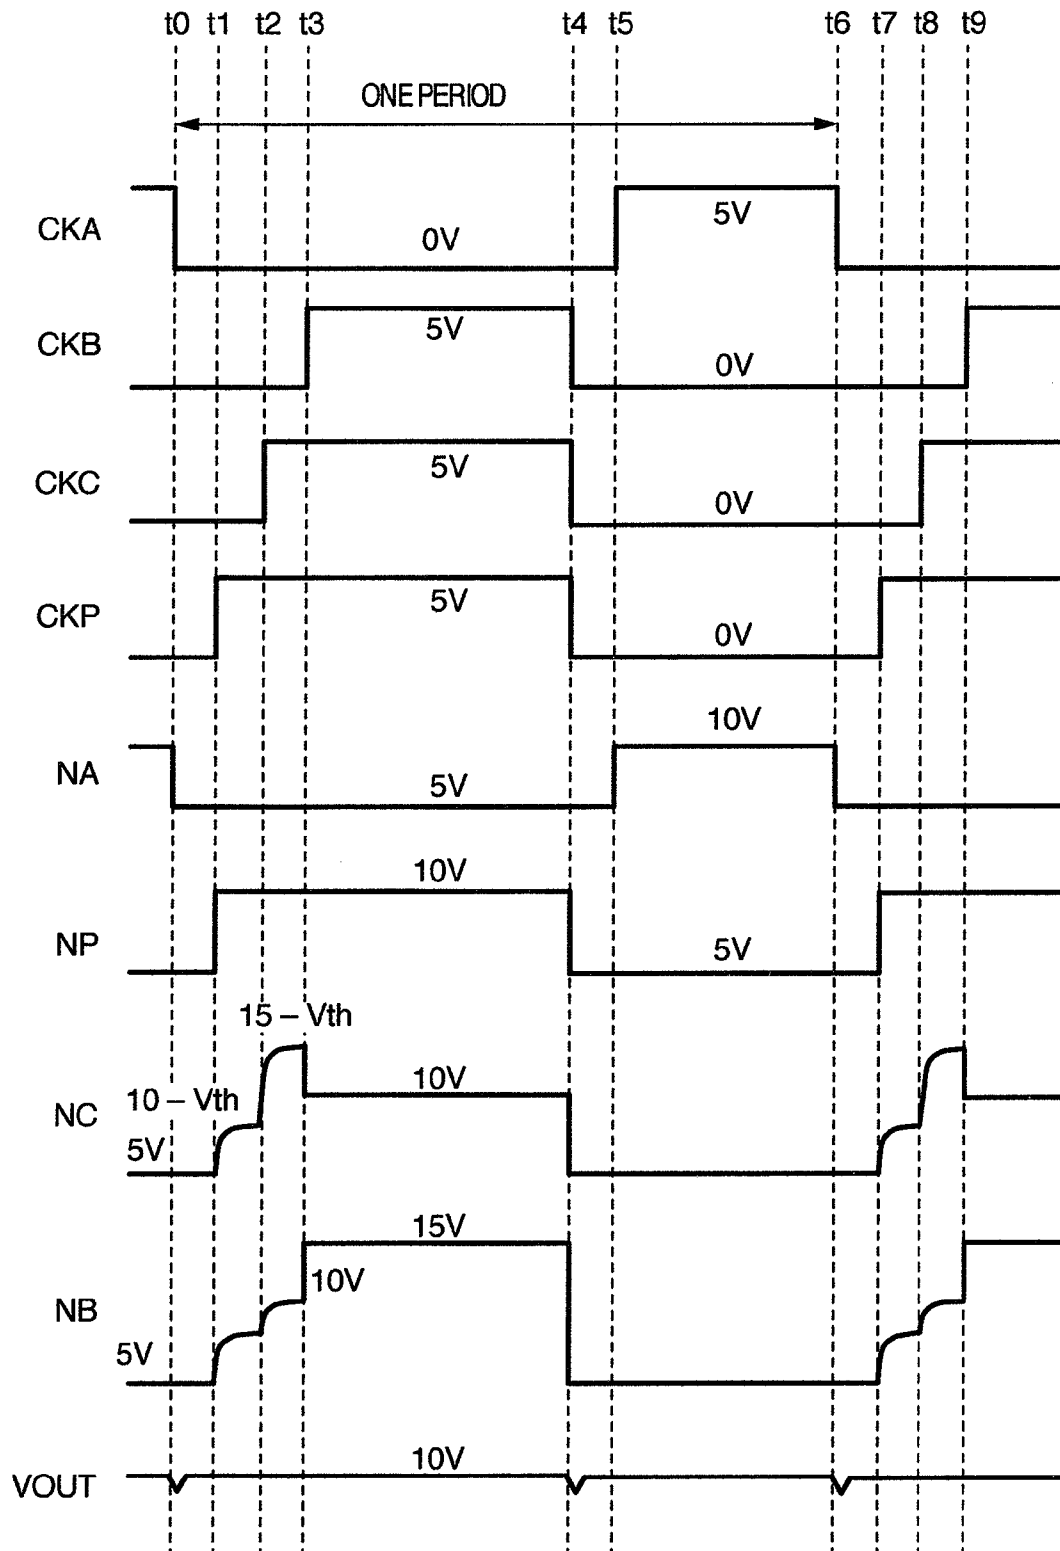 t0 t1 t2 t3 t4 t5 t6 t7 t8 t9
ONE PERIOD
CKA 0V 5V
CKB 5V 0V
CKC 5V 0V
CKP 5V 0V
NA 5V 10V
NP 10V 5V
15 – Vth
10 – Vth
NC 5V 10V
15V
10V
NB
5V
VOUT 10V